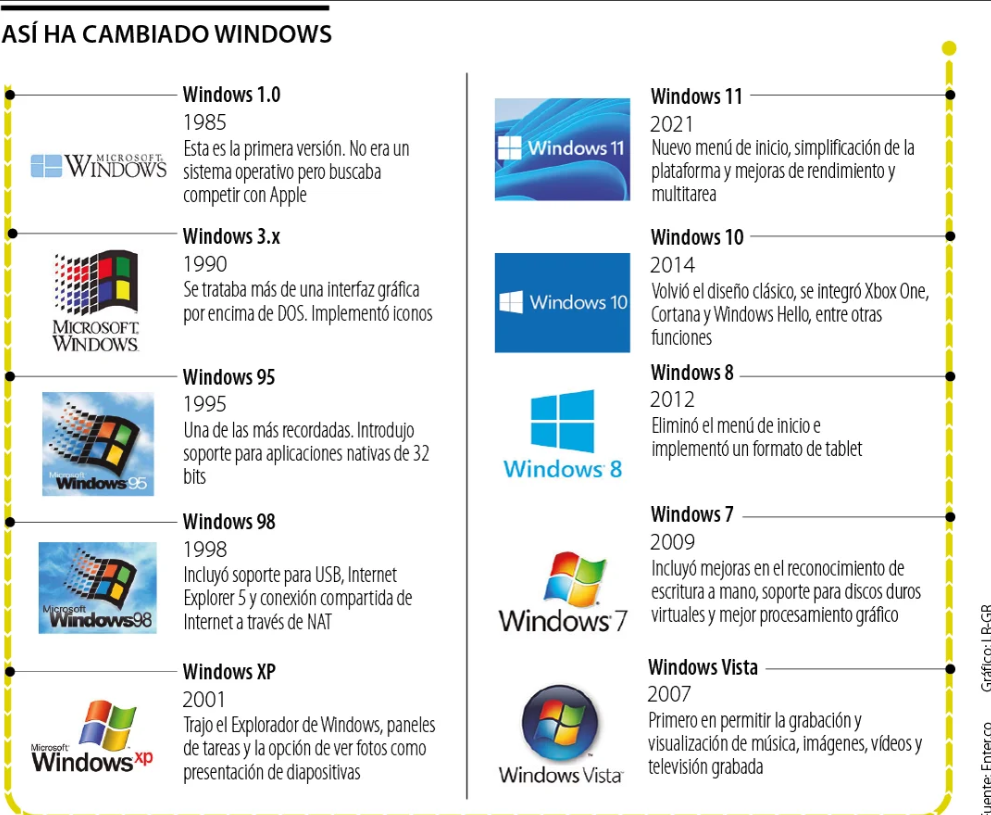 ASÍ HA CAMBIADO WINDOWS
Windows 1.0
1985
Esta es la primera versión. No era un
sistema operativo pero buscaba
competir con Apple
MICROSOFT
WINDOWS
Windows 3.x
1990
Se trataba más de una interfaz gráfica
por encima de DOS. Implementó iconos
MICROSOFT
WINDOWS
Windows 95
1995
Una de las más recordadas. Introdujo
soporte para aplicaciones nativas de 32
bits
Microsoft
Windows 95
Windows 98
1998
Incluyó soporte para USB, Internet
Explorer 5 y conexión compartida de
Internet a través de NAT
Microsoft
Windows98
Windows XP
2001
Trajo el Explorador de Windows, paneles
de tareas y la opción de ver fotos como
presentación de diapositivas
Microsoft
Windows xp
Windows 11
2021
Nuevo menú de inicio, simplificación de la
plataforma y mejoras de rendimiento y
multitarea
Windows 11
Windows 10
2014
Volvió el diseño clásico, se integró Xbox One,
Cortana y Windows Hello, entre otras
funciones
Windows 10
Windows 8
2012
Eliminó el menú de inicio e
implementó un formato de tablet
Windows 8
Windows 7
2009
Incluyó mejoras en el reconocimiento de
escritura a mano, soporte para discos duros
virtuales y mejor procesamiento gráfico
Windows 7
Windows Vista
2007
Primero en permitir la grabación y
visualización de música, imágenes, vídeos y
televisión grabada
Windows Vista
Enter.co Gráfico: LR-GR